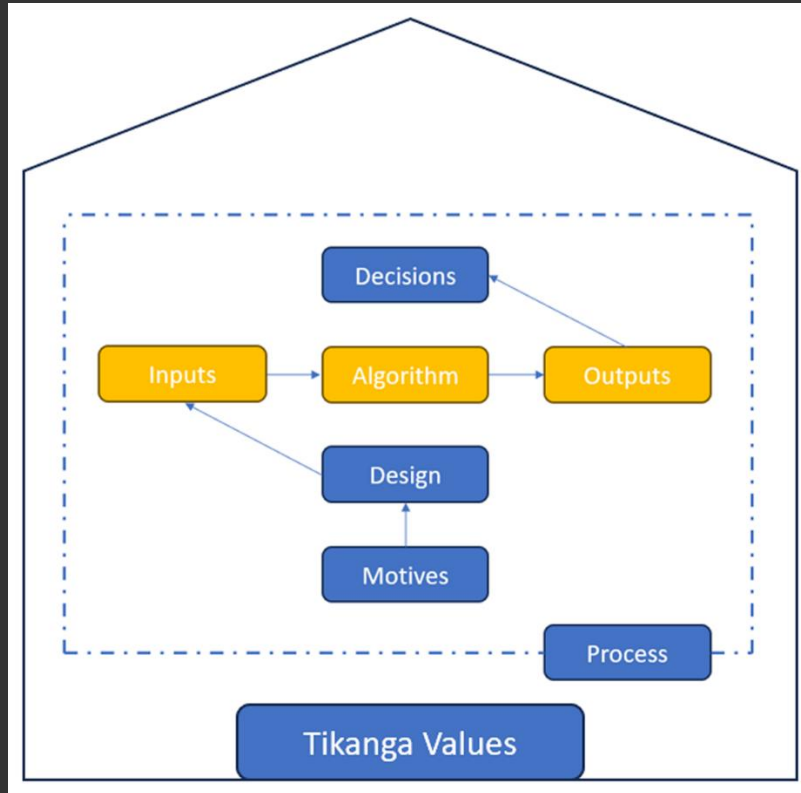 Decisions
Inputs
Algorithm
Outputs
Design
Motives
Process
Tikanga Values